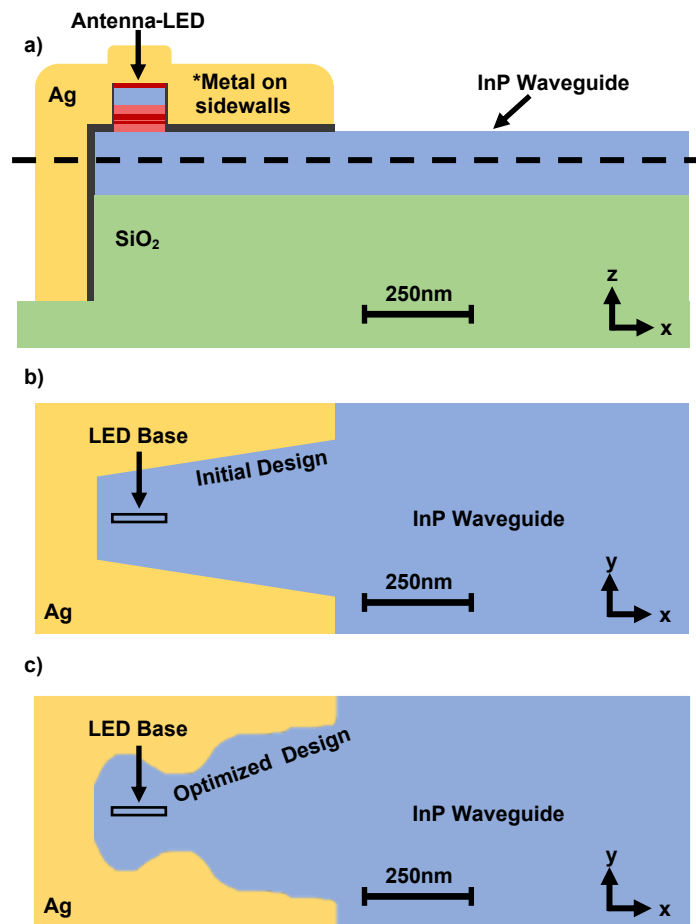 Antenna-LED
a)
Ag
*Metal on
sidewalls
InP Waveguide
SiO₂
250nm
z
x
b)
LED Base
Initial Design
InP Waveguide
250nm
y
x
Ag
c)
LED Base
Optimized Design
InP Waveguide
250nm
y
x
Ag